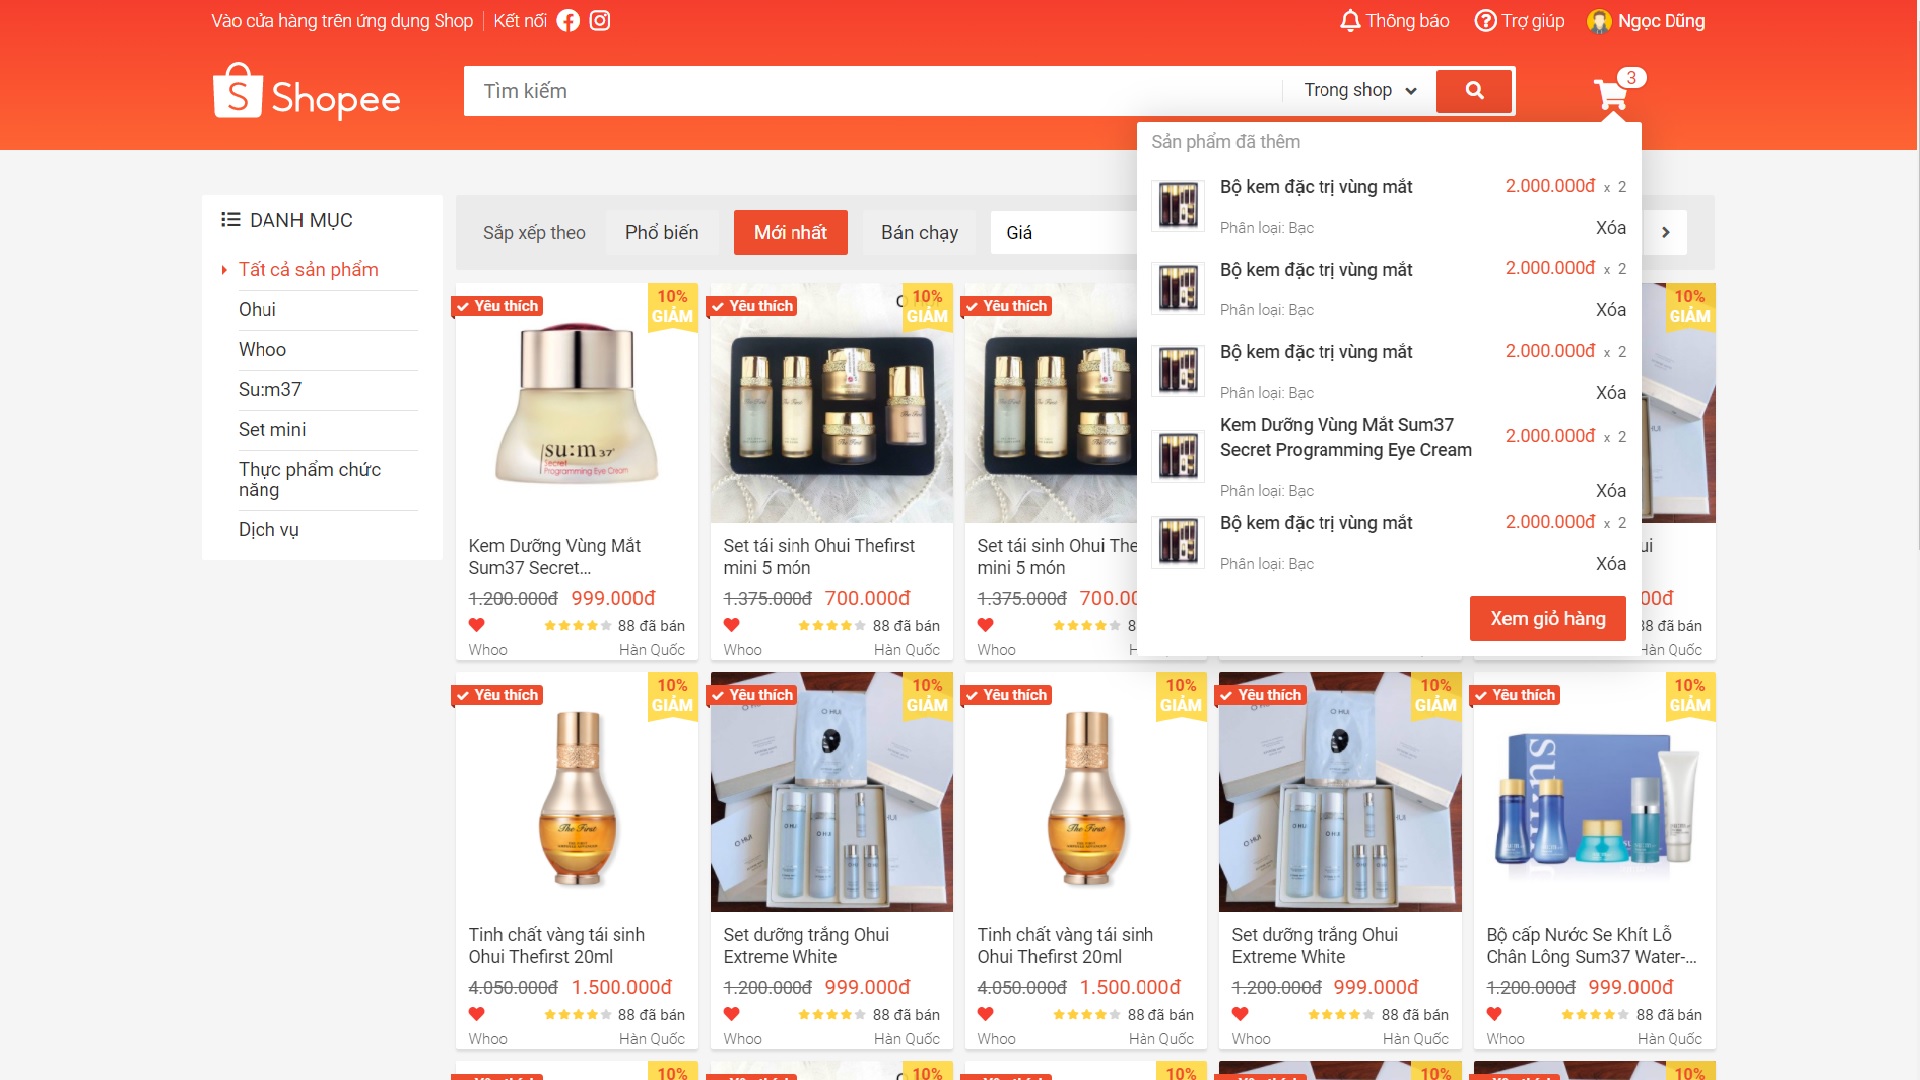 Vào cửa hàng trên ứng dụng Shop
Kết nối
Thông báo
Trợ giúp
Ngọc Dũng
Shopee
Tìm kiếm
Trong shop
3
Sản phẩm đã thêm
Bộ kem đặc trị vùng mắt
2.000.000đ x 2
Phân loại: Bạc
Xóa
Bộ kem đặc trị vùng mắt
2.000.000đ x 2
Phân loại: Bạc
Xóa
Bộ kem đặc trị vùng mắt
2.000.000đ x 2
Phân loại: Bạc
Xóa
Kem Dưỡng Vùng Mắt Sum37
Secret Programming Eye Cream
2.000.000đ x 2
Phân loại: Bạc
Xóa
Bộ kem đặc trị vùng mắt
2.000.000đ x 2
Phân loại: Bạc
Xóa
Xem giỏ hàng
DANH MỤC
Tất cả sản phẩm
Ohui
Whoo
Su:m37
Set mini
Thực phẩm chức
năng
Dịch vụ
Sắp xếp theo
Phổ biến
Mới nhất
Bán chạy
Giá
Yêu thích
10%
GIẢM
su:m37°
Secret
Programming Eye Cream
Kem Dưỡng Vùng Mắt
Sum37 Secret...
1.200.000đ 999.000đ
88 đã bán
Whoo
Hàn Quốc
Yêu thích
10%
GIẢM
Set tái sinh Ohui Thefirst
mini 5 món
1.375.000đ 700.000đ
88 đã bán
Whoo
Hàn Quốc
Yêu thích
Set tái sinh Ohui The
mini 5 món
1.375.000đ 700.0
8
Whoo
10%
GIẢM
ui
00đ
88 đã bán
Hàn Quốc
Yêu thích
10%
GIẢM
The First
Tinh chất vàng tái sinh
Ohui Thefirst 20ml
4.050.000đ 1.500.000đ
88 đã bán
Whoo
Hàn Quốc
Yêu thích
10%
GIẢM
O HUI
Set dưỡng trắng Ohui
Extreme White
1.200.000đ 999.000đ
88 đã bán
Whoo
Hàn Quốc
Yêu thích
10%
GIẢM
The First
Tinh chất vàng tái sinh
Ohui Thefirst 20ml
4.050.000đ 1.500.000đ
88 đã bán
Whoo
Hàn Quốc
Yêu thích
10%
GIẢM
O HUI
Set dưỡng trắng Ohui
Extreme White
1.200.000đ 999.000đ
88 đã bán
Whoo
Hàn Quốc
Yêu thích
10%
GIẢM
Bộ cấp Nước Se Khít Lỗ
Chân Lông Sum37 Water-...
1.200.000đ 999.000đ
88 đã bán
Whoo
Hàn Quốc
10%
10%
10%
10%
10%